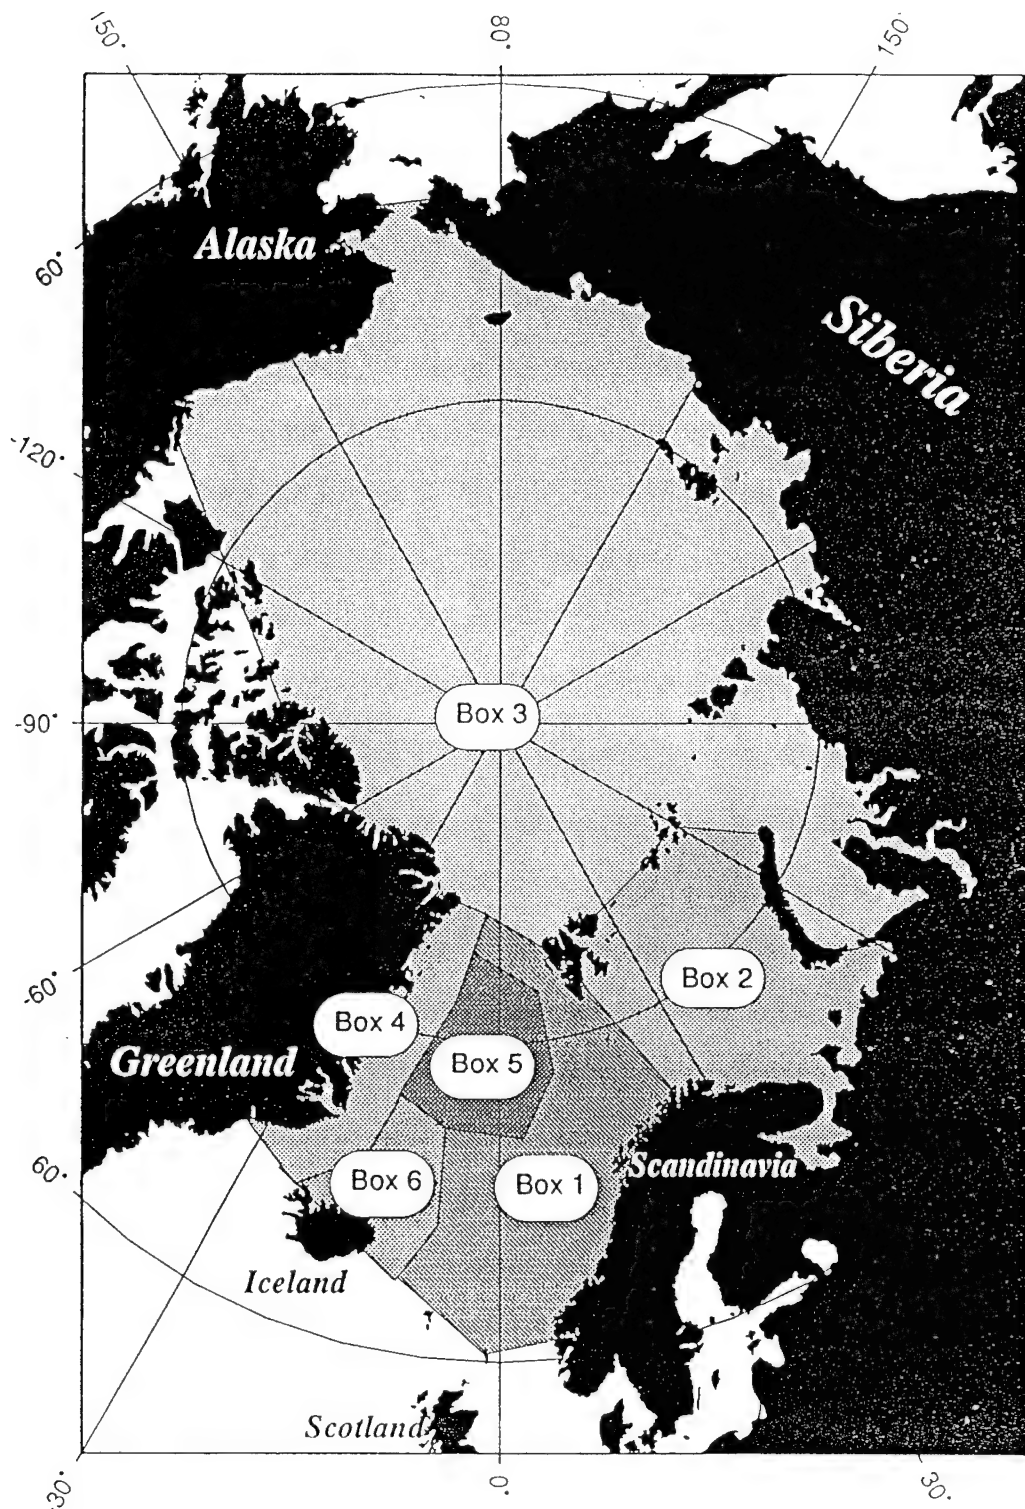 150°
80°
150°
60°
Alaska
Siberia
-120°
-90°
Box 3
Box 2
-60°
Box 4
Greenland
Box 5
60°
Box 6
Box 1
Scandinavia
Iceland
Scotland
-30°
0°
30°